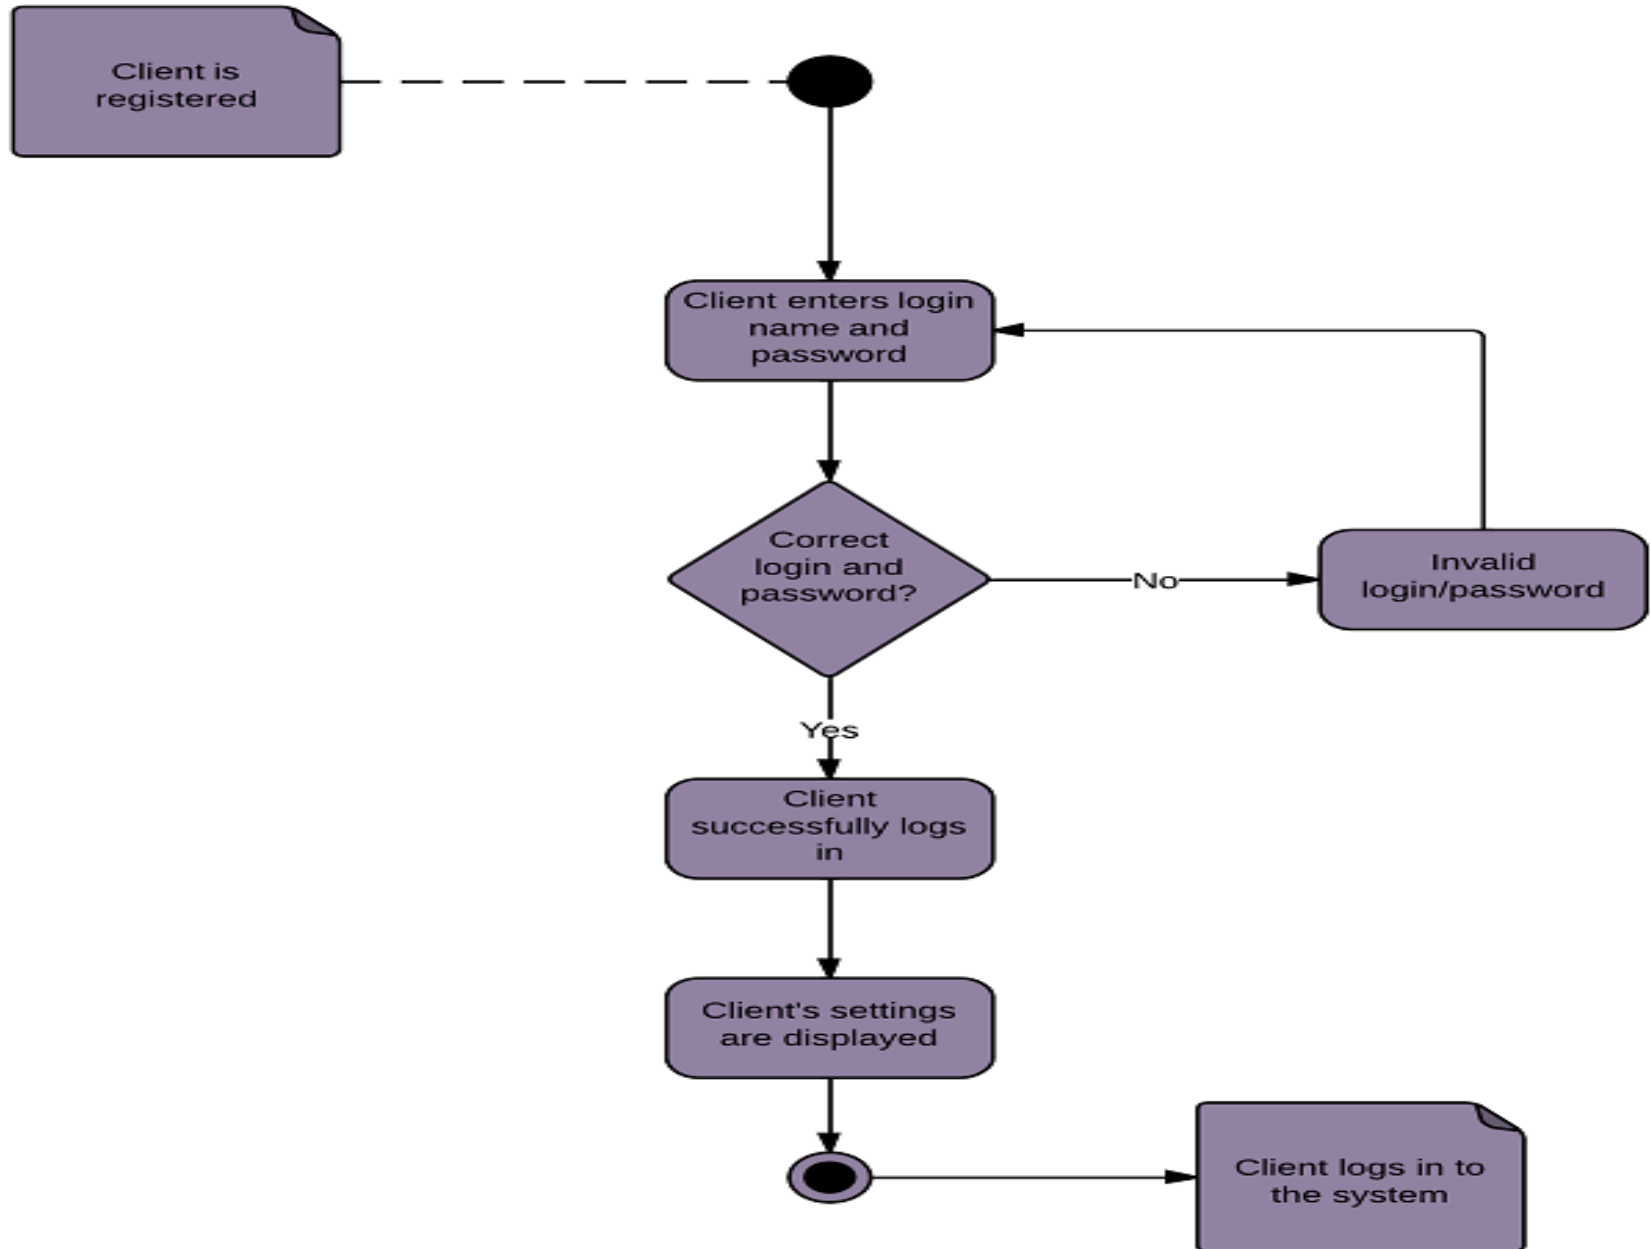 Client is
registered
Client enters login
name and
password
Correct
login and
password?
No
Invalid
login/password
Yes
Client
successfully logs
in
Client's settings
are displayed
Client logs in to
the system